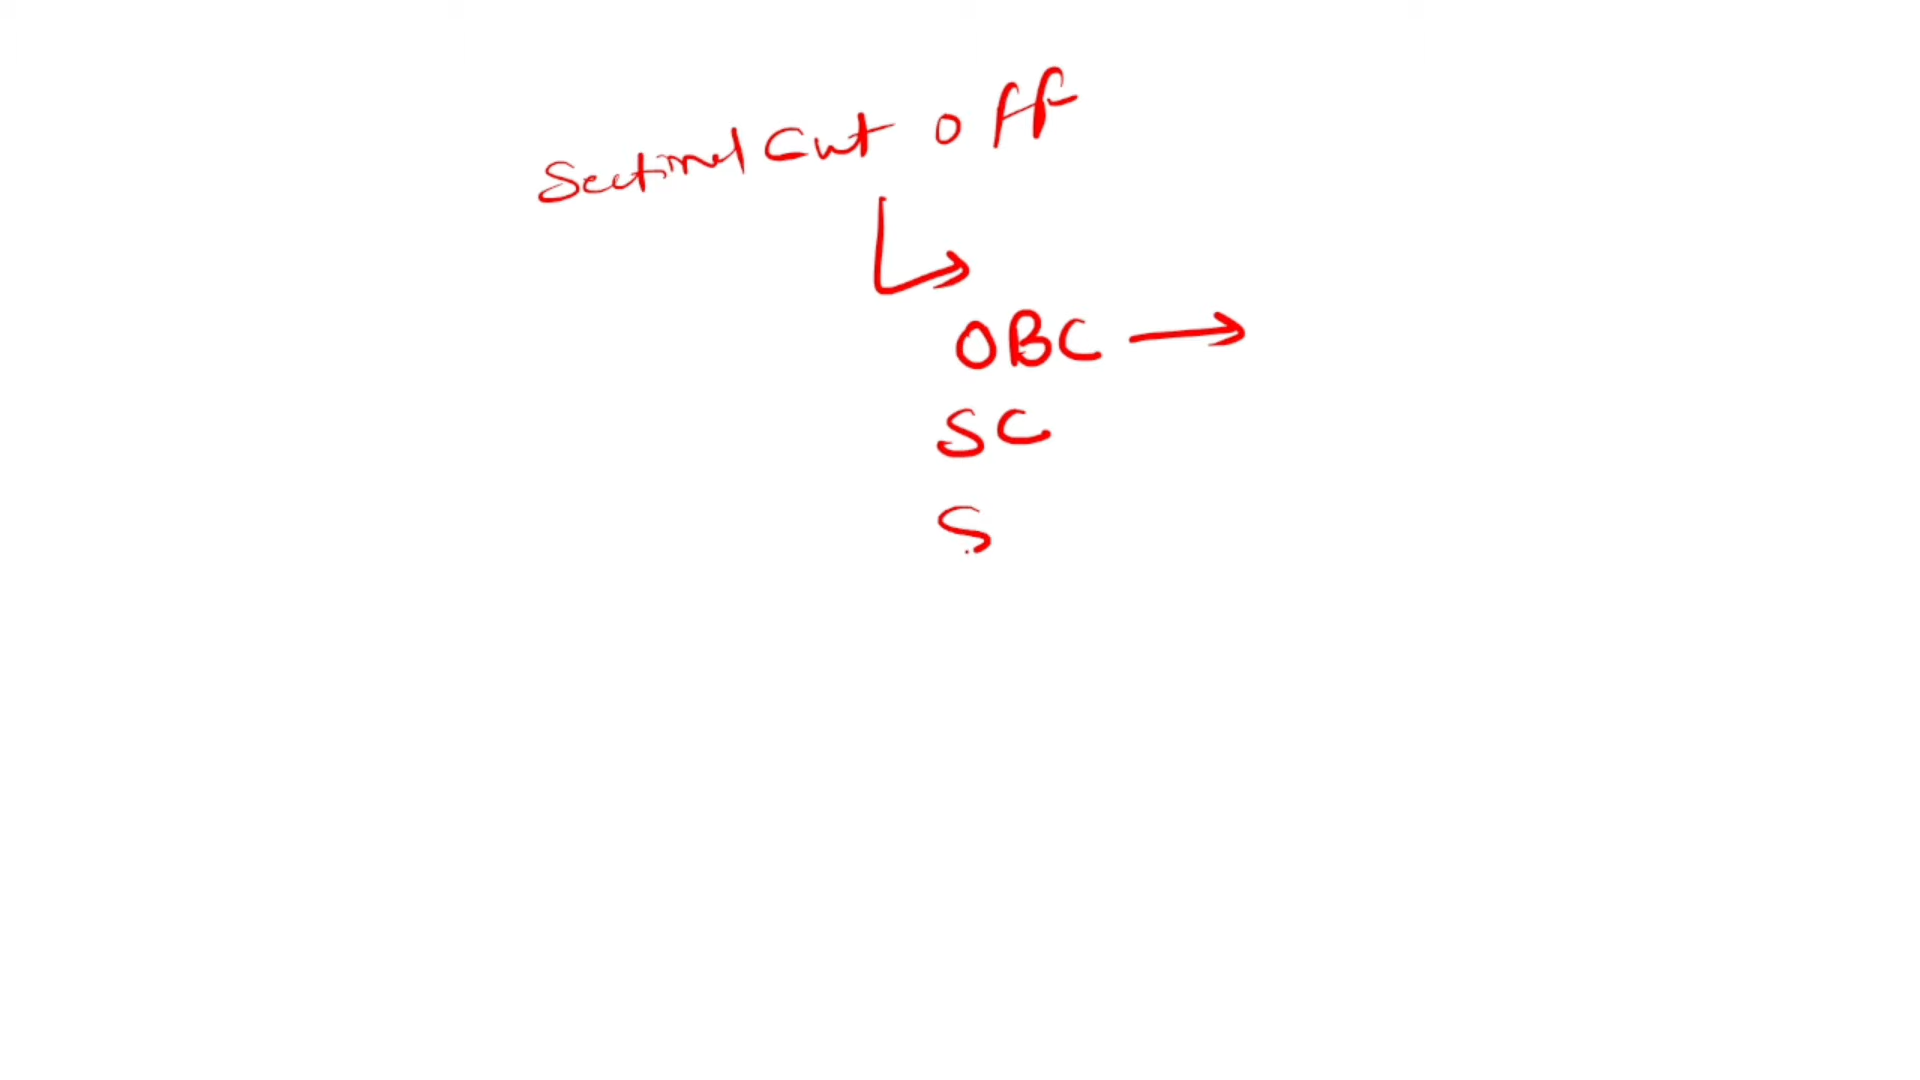 Sectional Cut off
OBC →
SC
S